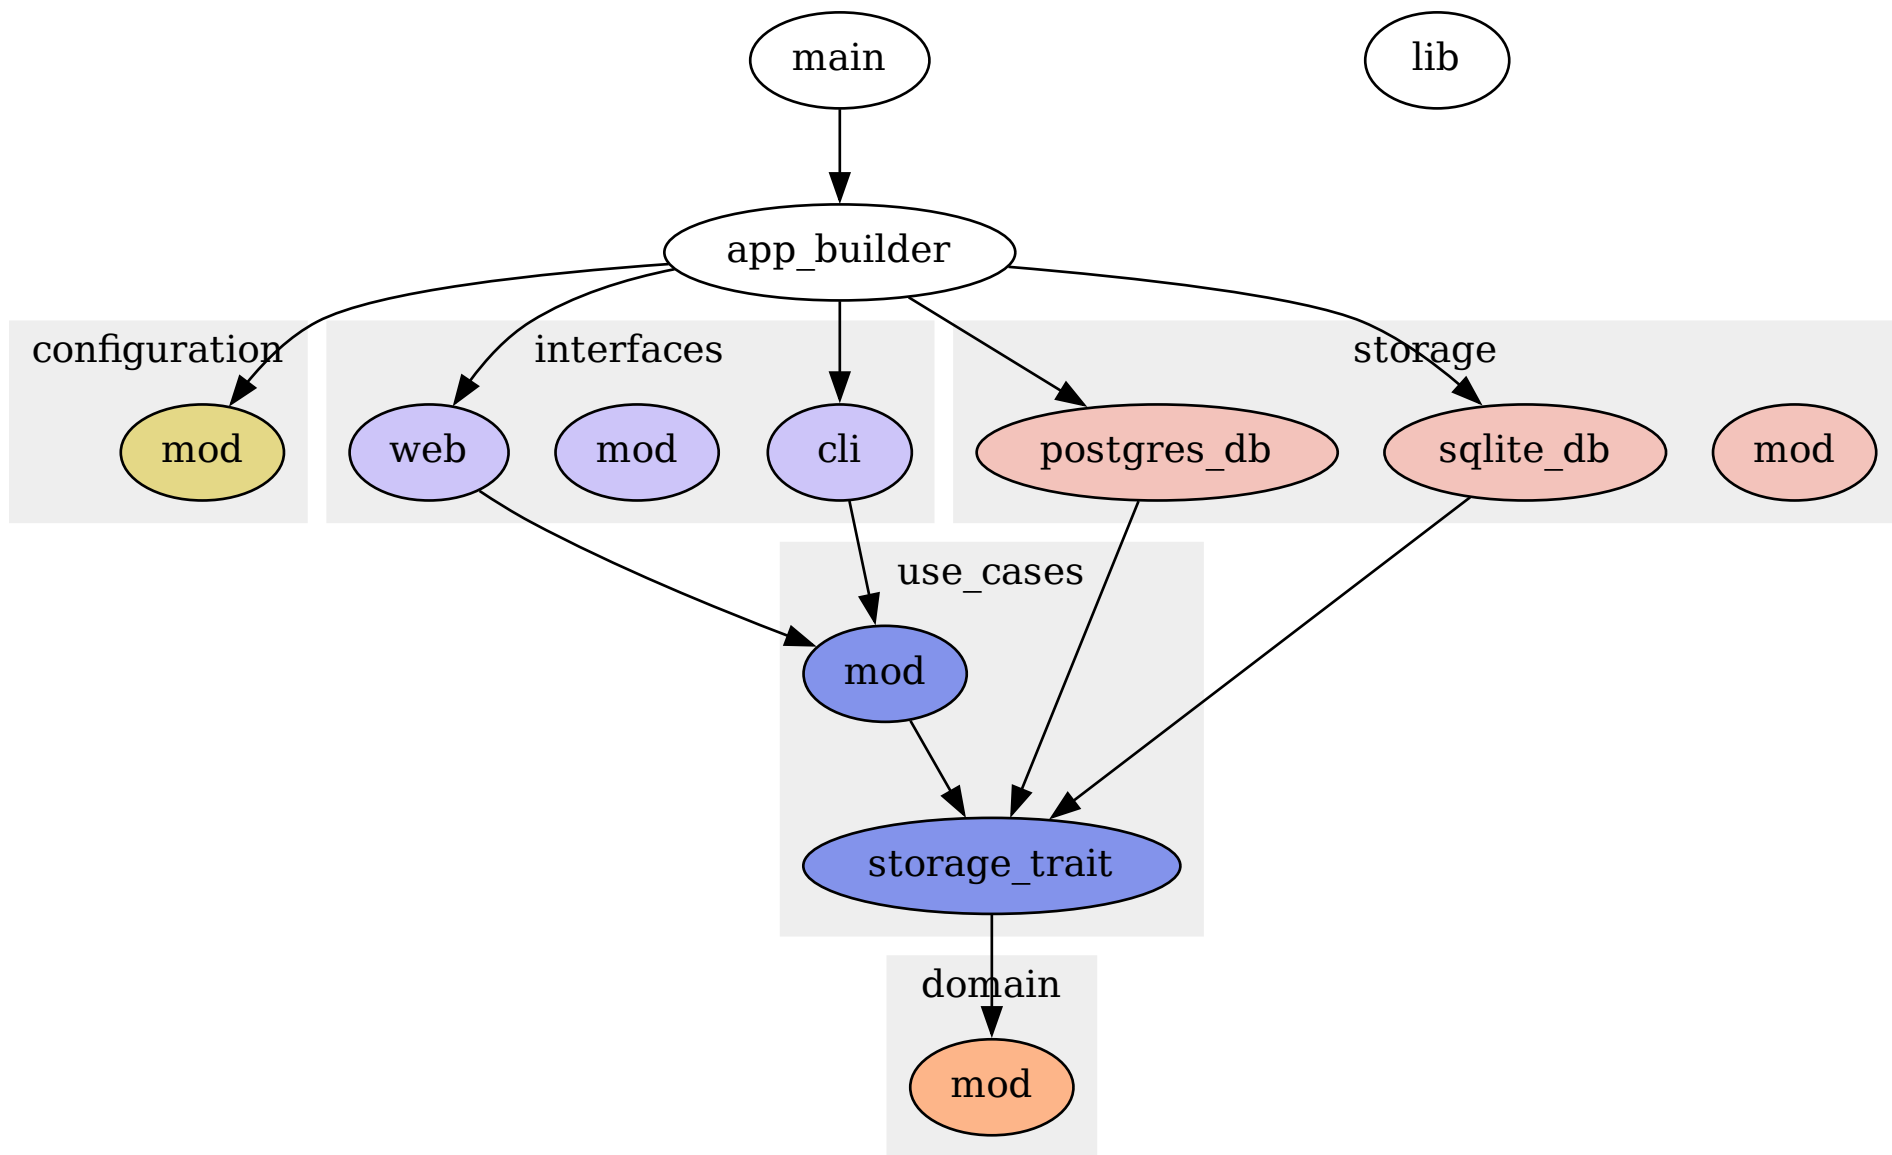 main
lib
app_builder
configuration
interfaces
storage
mod
web
mod
cli
postgres_db
sqlite_db
mod
use_cases
mod
storage_trait
domain
mod